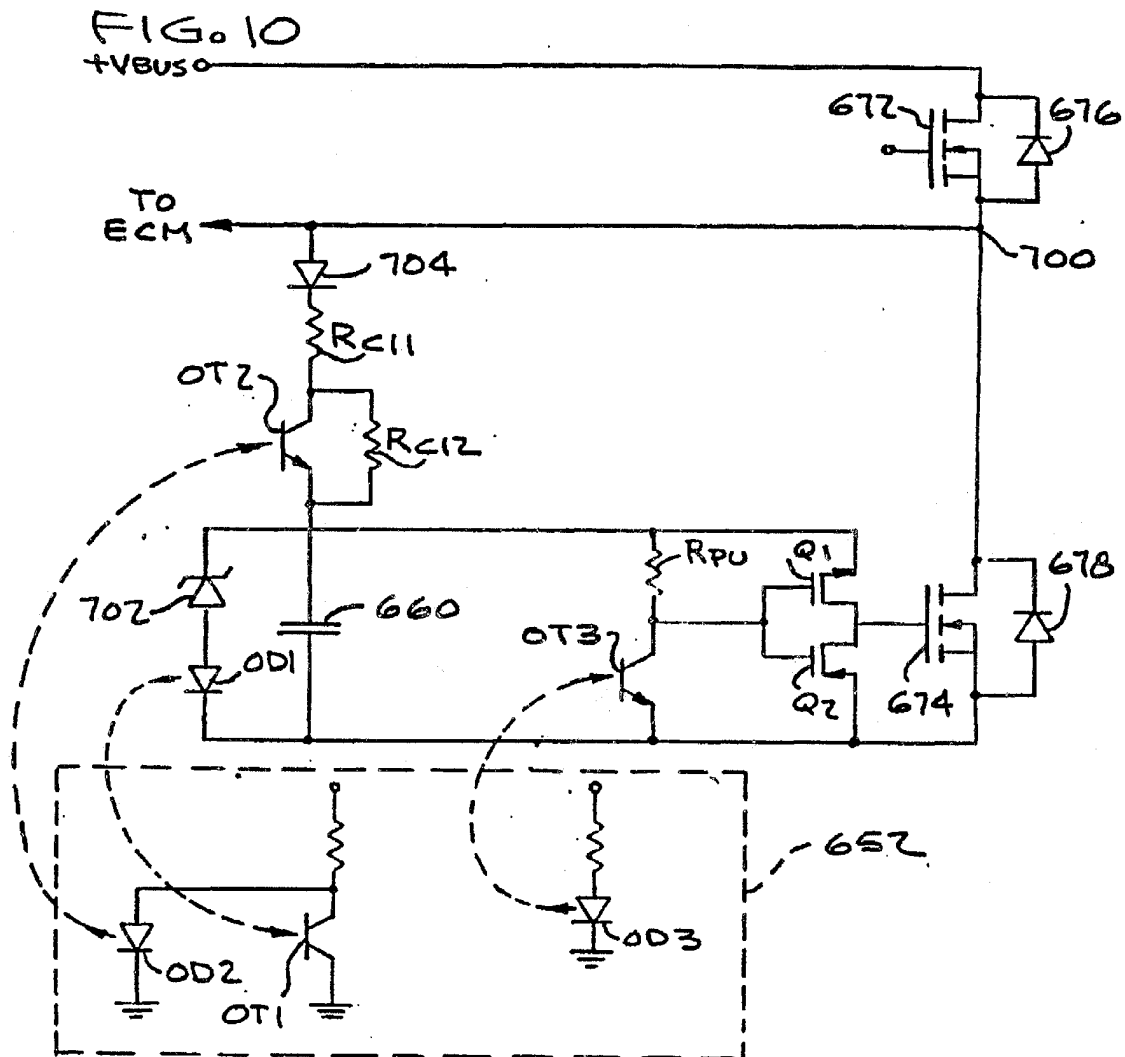 FIG. 10
+VBUS
672
676
TO
ECM
704
700
RC11
OT2
RC12
RPU
Q1
678
702
660
OT3
OD1
Q2
674
652
OD3
OD2
OT1